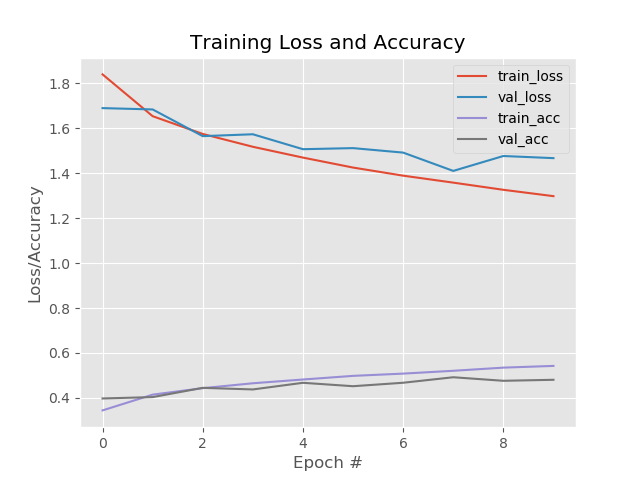 Training Loss and Accuracy
train_loss
val_loss
train_acc
val_acc
Loss/Accuracy
1.8
1.6
1.4
1.2
1.0
0.8
0.6
0.4
0 2 4 6 8
Epoch #